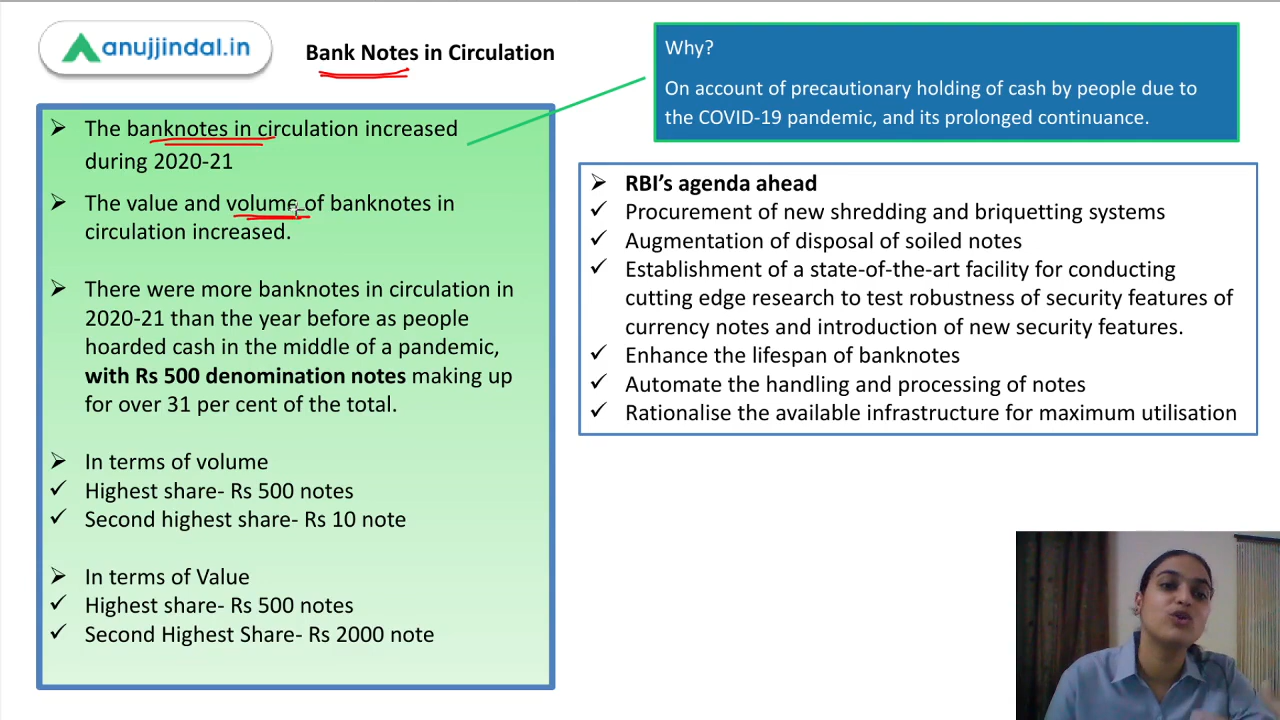 anujjindal.in
Bank Notes in Circulation
Why?
On account of precautionary holding of cash by people due to
the COVID-19 pandemic, and its prolonged continuance.
The banknotes in circulation increased
during 2020-21
The value and volume of banknotes in
circulation increased.
There were more banknotes in circulation in
2020-21 than the year before as people
hoarded cash in the middle of a pandemic,
with Rs 500 denomination notes making up
for over 31 per cent of the total.
In terms of volume
Highest share- Rs 500 notes
Second highest share- Rs 10 note
In terms of Value
Highest share- Rs 500 notes
Second Highest Share- Rs 2000 note
RBI's agenda ahead
Procurement of new shredding and briquetting systems
Augmentation of disposal of soiled notes
Establishment of a state-of-the-art facility for conducting
cutting edge research to test robustness of security features of
currency notes and introduction of new security features.
Enhance the lifespan of banknotes
Automate the handling and processing of notes
Rationalise the available infrastructure for maximum utilisation